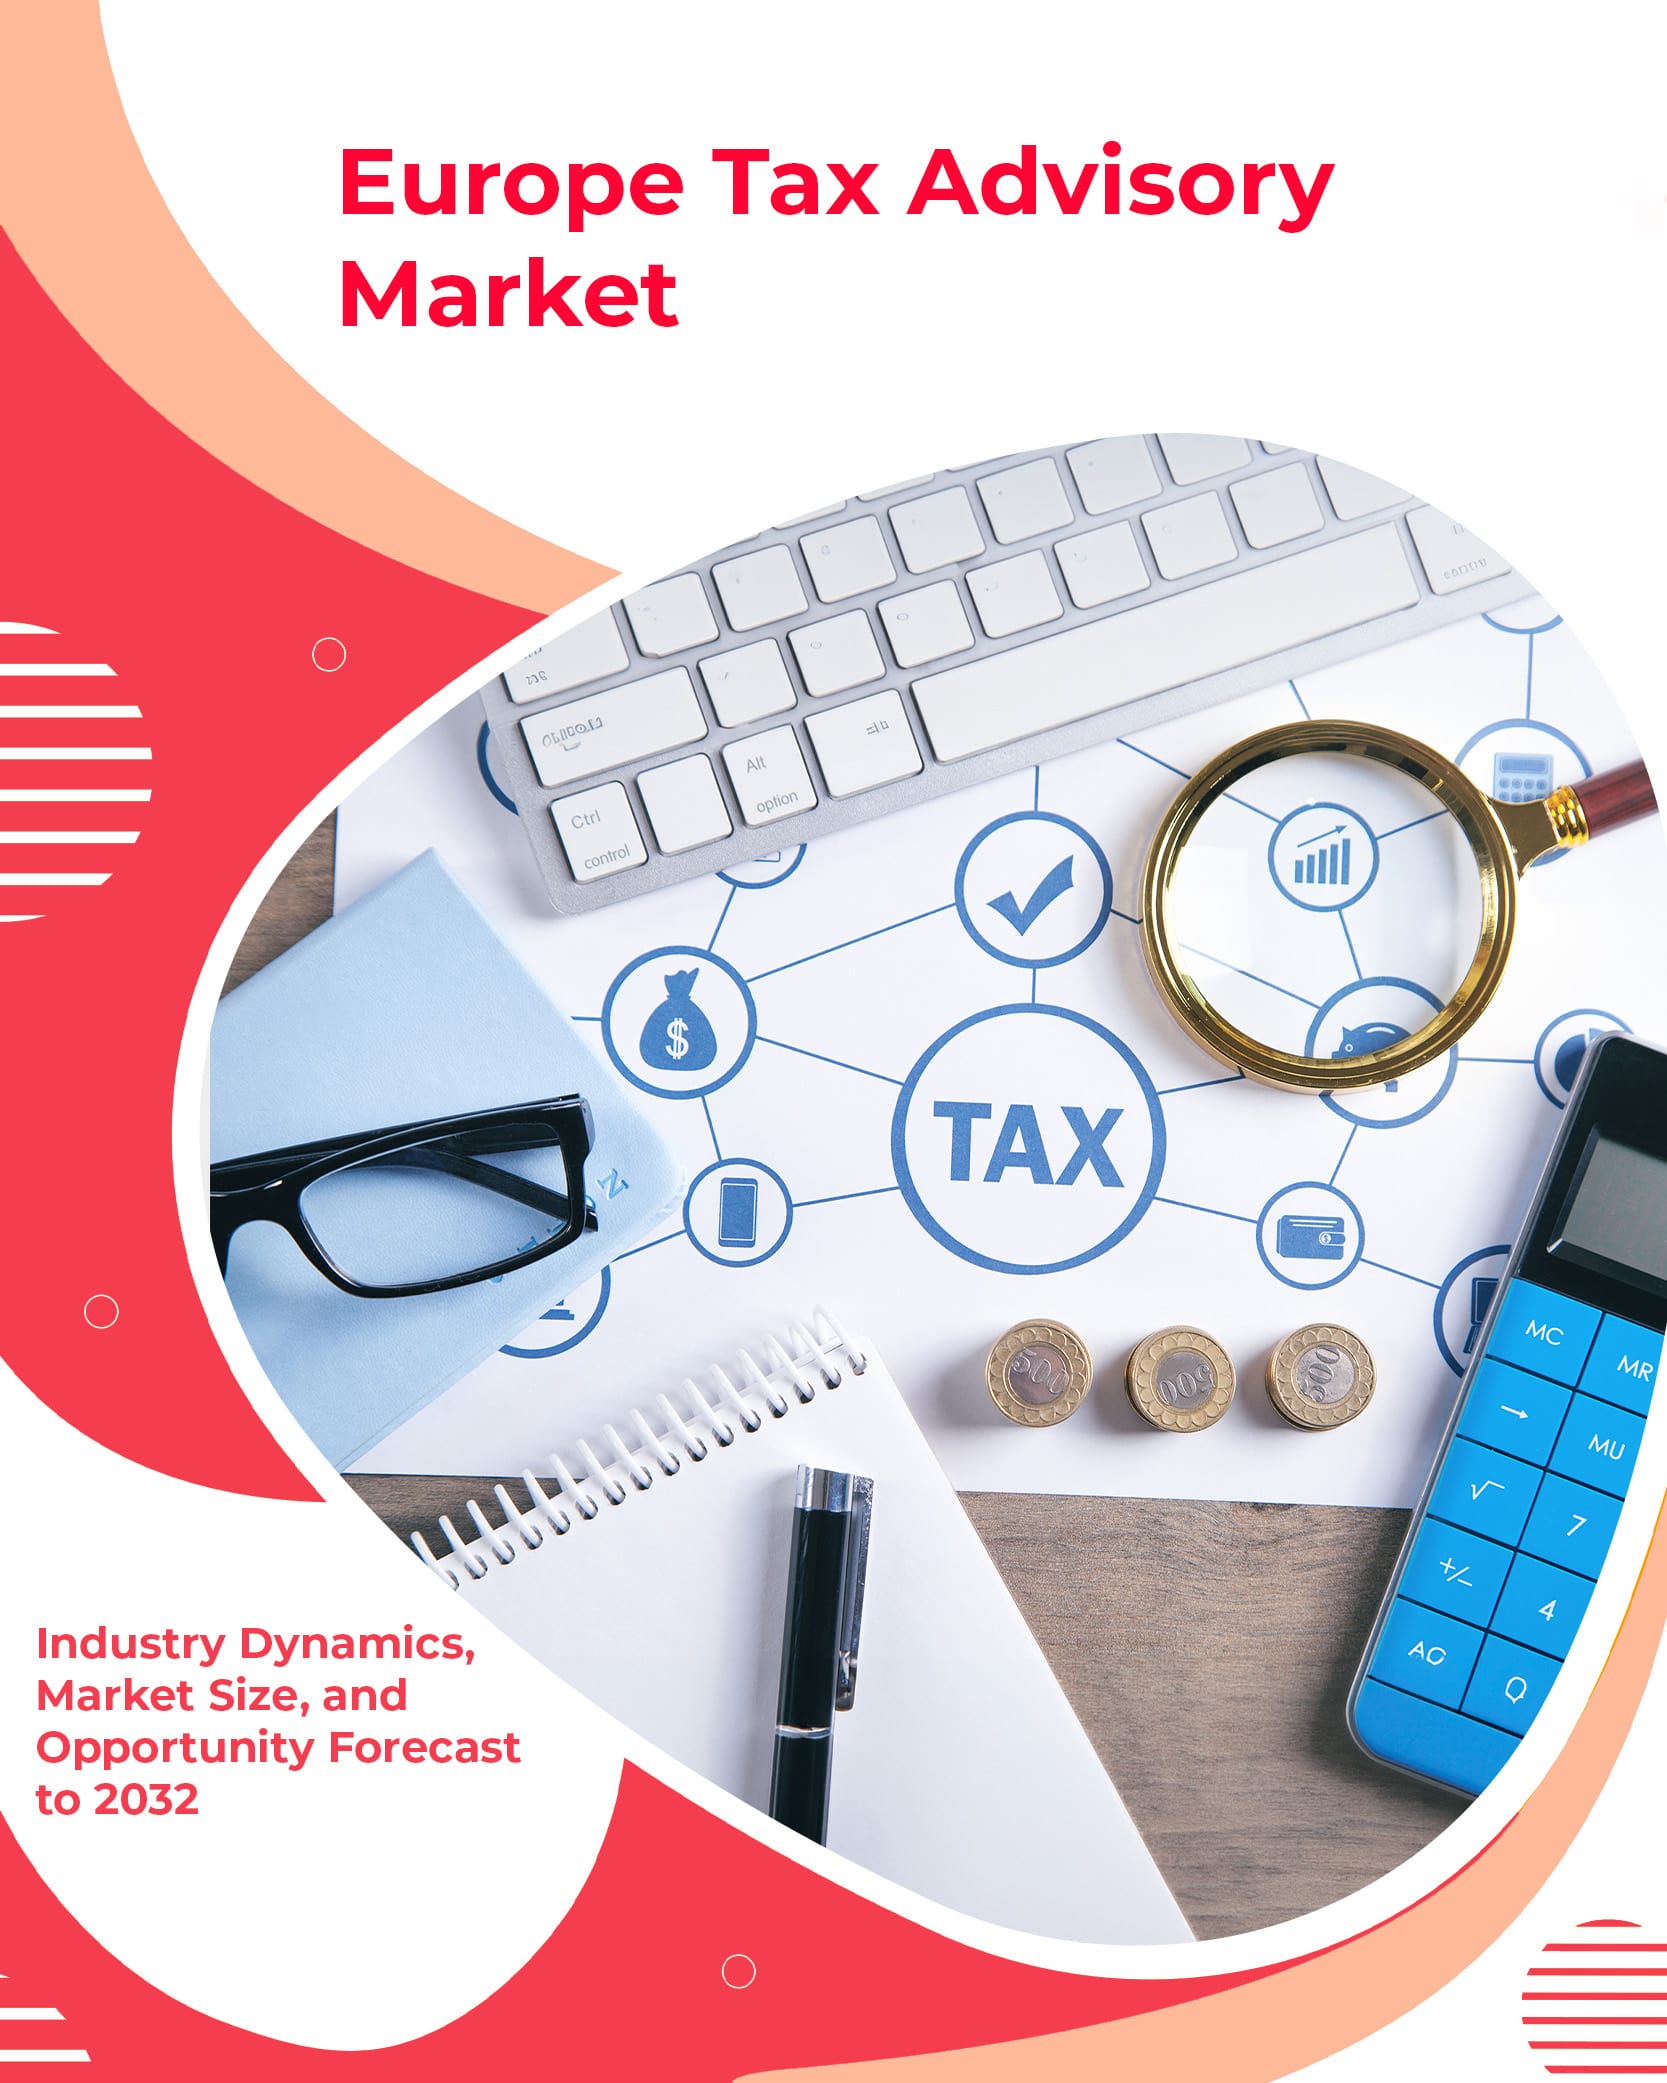 Europe Tax Advisory
Market
Alt
option
Ctrl
control
$
TAX
$
500
500
500
MC
MR
→
MU
√
7
+/-
4
Industry Dynamics,
Market Size, and
Opportunity Forecast
to 2032